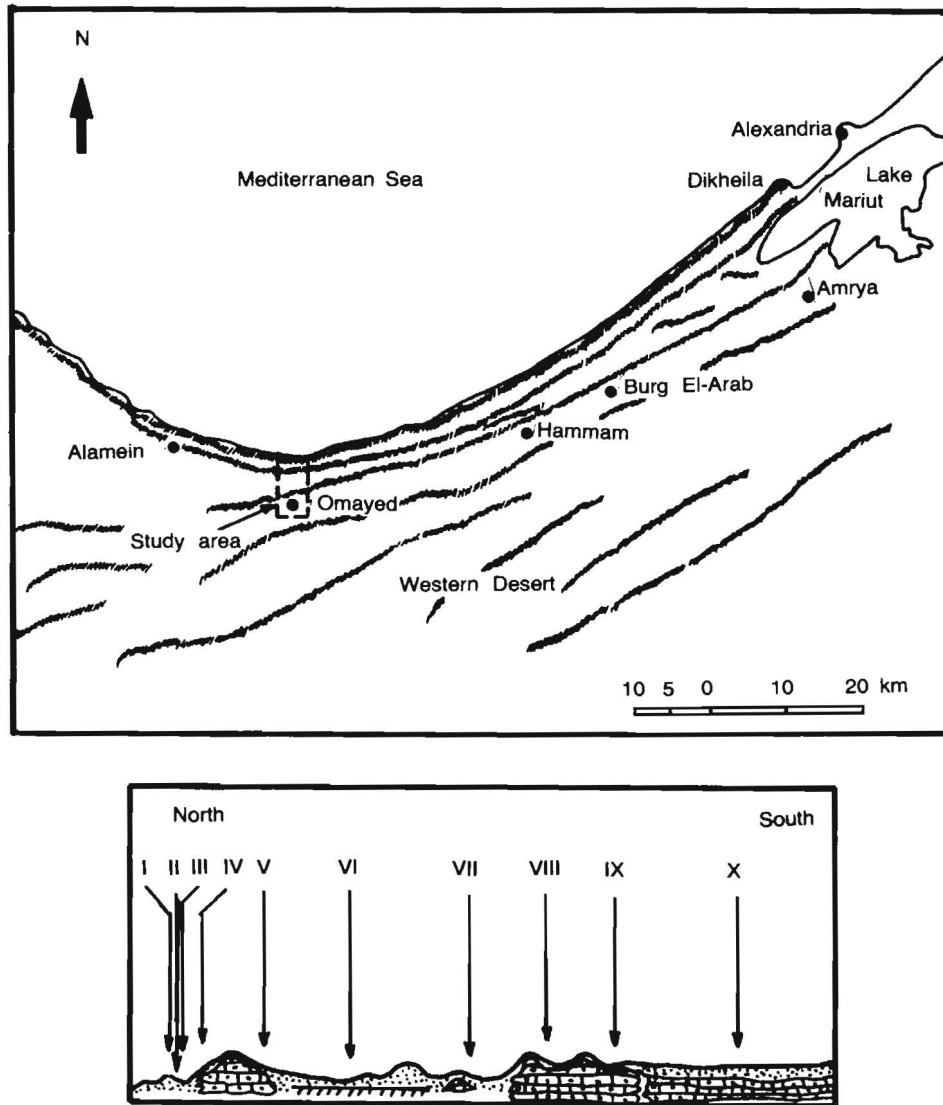 N
Alexandria
Mediterranean Sea
Dikheila
Lake
Mariut
Amrya
Burg El-Arab
Alamein
Hammam
Omayed
Study area
Western Desert
10 5 0 10 20 km
North
South
I II III IV V VI VII VIII IX X